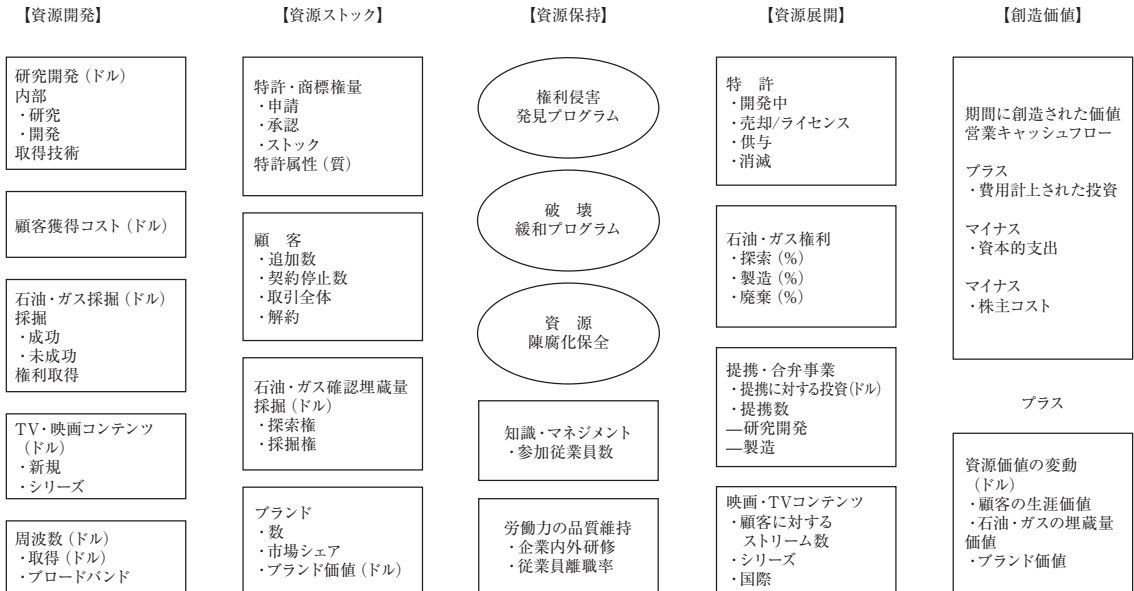 【資源開発】
研究開発（ドル）
内部
・研究
・開発
取得技術
顧客獲得コスト（ドル）
石油・ガス採掘（ドル）
採掘
・成功
・未成功
権利取得
TV・映画コンテンツ
（ドル）
・新規
・シリーズ
周波数（ドル）
・取得（ドル）
・ブロードバンド
【資源ストック】
特許・商標権量
・申請
・承認
・ストック
特許属性（質）
顧　客
・追加数
・契約停止数
・取引全体
・解約
石油・ガス確認埋蔵量
採掘（ドル）
・探索権
・採掘権
ブランド
・数
・市場シェア
・ブランド価値（ドル）
【資源保持】
権利侵害
発見プログラム
破　壊
緩和プログラム
資　源
陳腐化保全
知識・マネジメント
・参加従業員数
労働力の品質維持
・企業内外研修
・従業員離職率
【資源展開】
特　許
・開発中
・売却/ライセンス
・供与
・消滅
石油・ガス権利
・探索（%）
・製造（%）
・廃棄（%）
提携・合弁事業
・提携に対する投資（ドル）
・提携数
―研究開発
―製造
映画・TVコンテンツ
・顧客に対する
ストリーム数
・シリーズ
・国際
【創造価値】
期間に創造された価値
営業キャッシュフロー
プラス
・費用計上された投資
マイナス
・資本的支出
マイナス
・株主コスト
プラス
資源価値の変動
（ドル）
・顧客の生涯価値
・石油・ガスの埋蔵量
価値
・ブランド価値